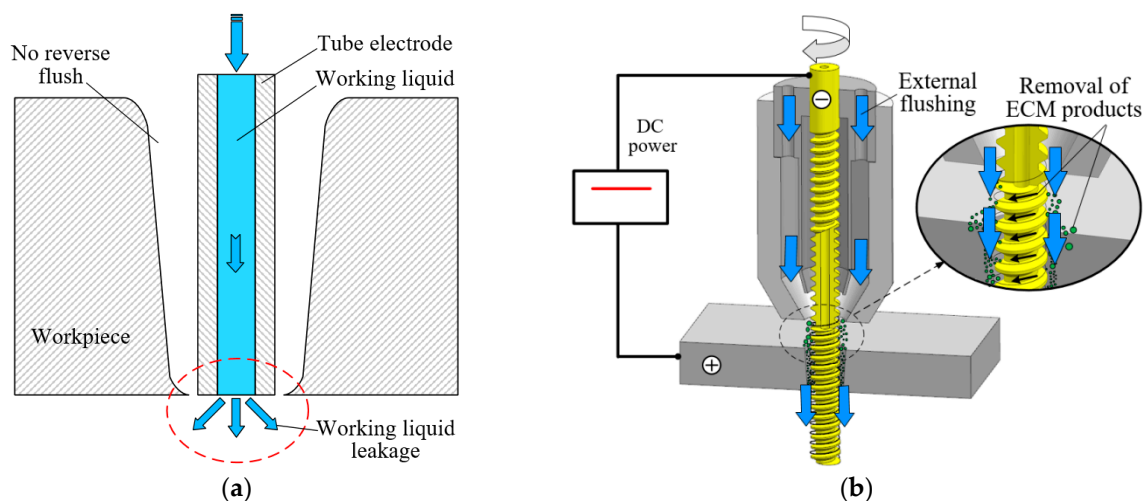 No reverse
flush
Tube electrode
Working liquid
Workpiece
Working liquid
leakage
(a)
DC
power
External
flushing
Removal of
ECM products
−
+
(b)